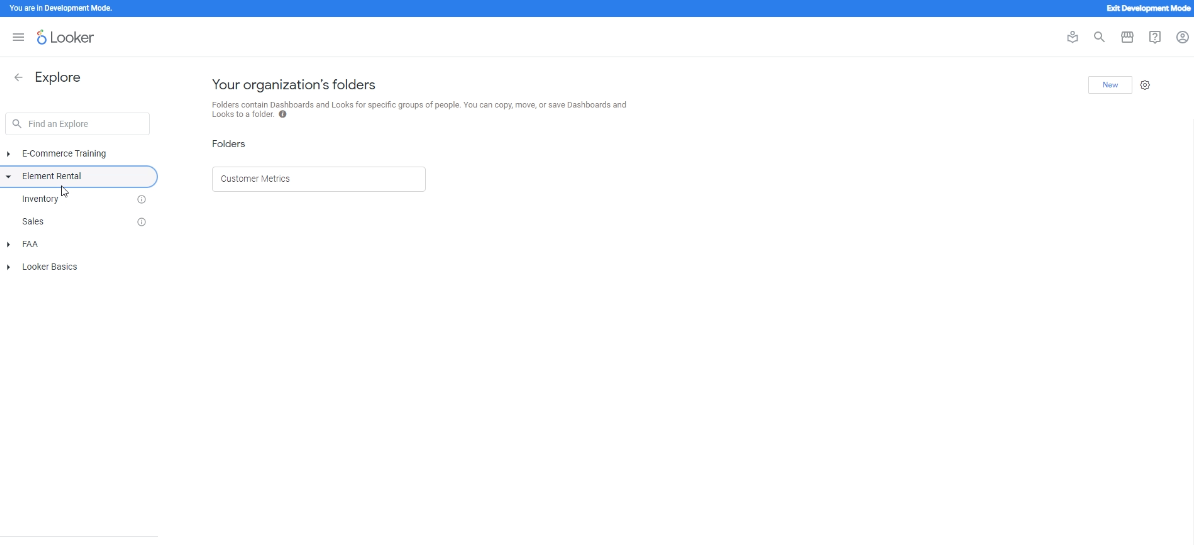 You are in Development Mode.
Exit Development Mode
Looker
Explore
Find an Explore
E-Commerce Training
Element Rental
Inventory
Sales
FAA
Looker Basics
Your organization's folders
New
Folders contain Dashboards and Looks for specific groups of people. You can copy, move, or save Dashboards and
Looks to a folder.
Folders
Customer Metrics